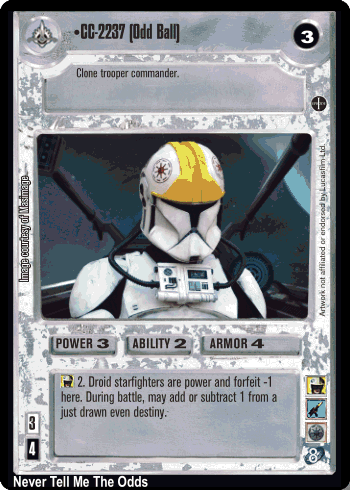 •CC-2237 (Odd Ball)
3
Clone trooper commander.
Image courtesy of Masimage.
Artwork not affiliated or endorsed by Lucasfilm Ltd.
POWER 3 ABILITY 2 ARMOR 4
2. Droid starfighters are power and forfeit -1
here. During battle, may add or subtract 1 from a
just drawn even destiny.
3
4
8
Never Tell Me The Odds